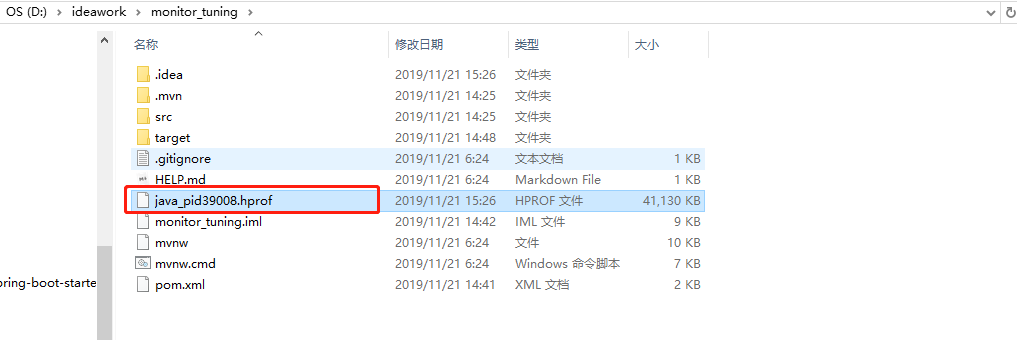 OS (D:) > ideawork > monitor_tuning >
名称 修改日期 类型 大小
.idea 2019/11/21 15:26 文件夹
.mvn 2019/11/21 14:25 文件夹
src 2019/11/21 14:25 文件夹
target 2019/11/21 14:48 文件夹
.gitignore 2019/11/21 6:24 文本文档 1 KB
HELP.md 2019/11/21 6:24 Markdown File 1 KB
java_pid39008.hprof 2019/11/21 15:26 HPROF 文件 41,130 KB
monitor_tuning.iml 2019/11/21 14:42 IML 文件 9 KB
mvnw 2019/11/21 6:24 文件 10 KB
mvnw.cmd 2019/11/21 6:24 Windows 命令脚本 7 KB
oring-boot-starte
pom.xml 2019/11/21 14:41 XML 文档 2 KB